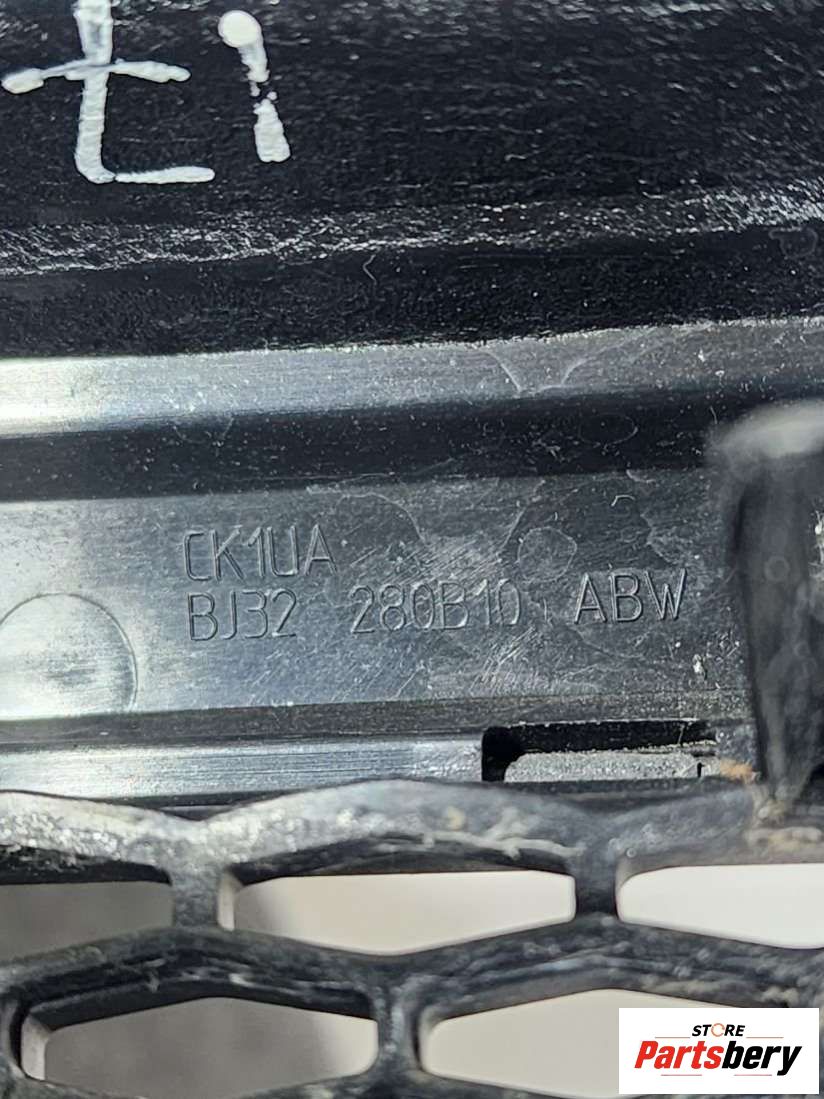 CK1UA
BJ32 280B10 ABW
STORE
Partsbery